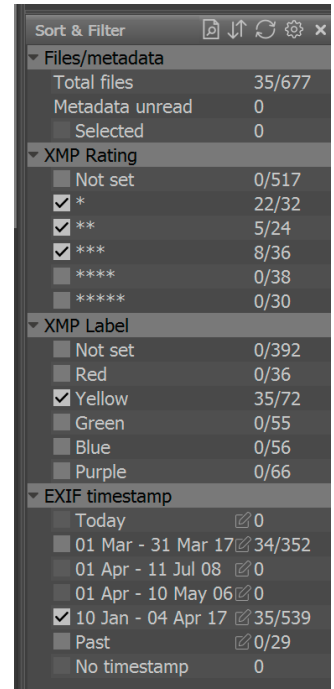 Sort & Filter
Files/metadata
Total files 35/677
Metadata unread 0
Selected 0
XMP Rating
Not set 0/517
* 22/32
** 5/24
*** 8/36
**** 0/38
***** 0/30
XMP Label
Not set 0/392
Red 0/36
Yellow 35/72
Green 0/55
Blue 0/56
Purple 0/66
EXIF timestamp
Today 0
01 Mar - 31 Mar 17 34/352
01 Apr - 11 Jul 08 0
01 Apr - 10 May 06 0
10 Jan - 04 Apr 17 35/539
Past 0/29
No timestamp 0